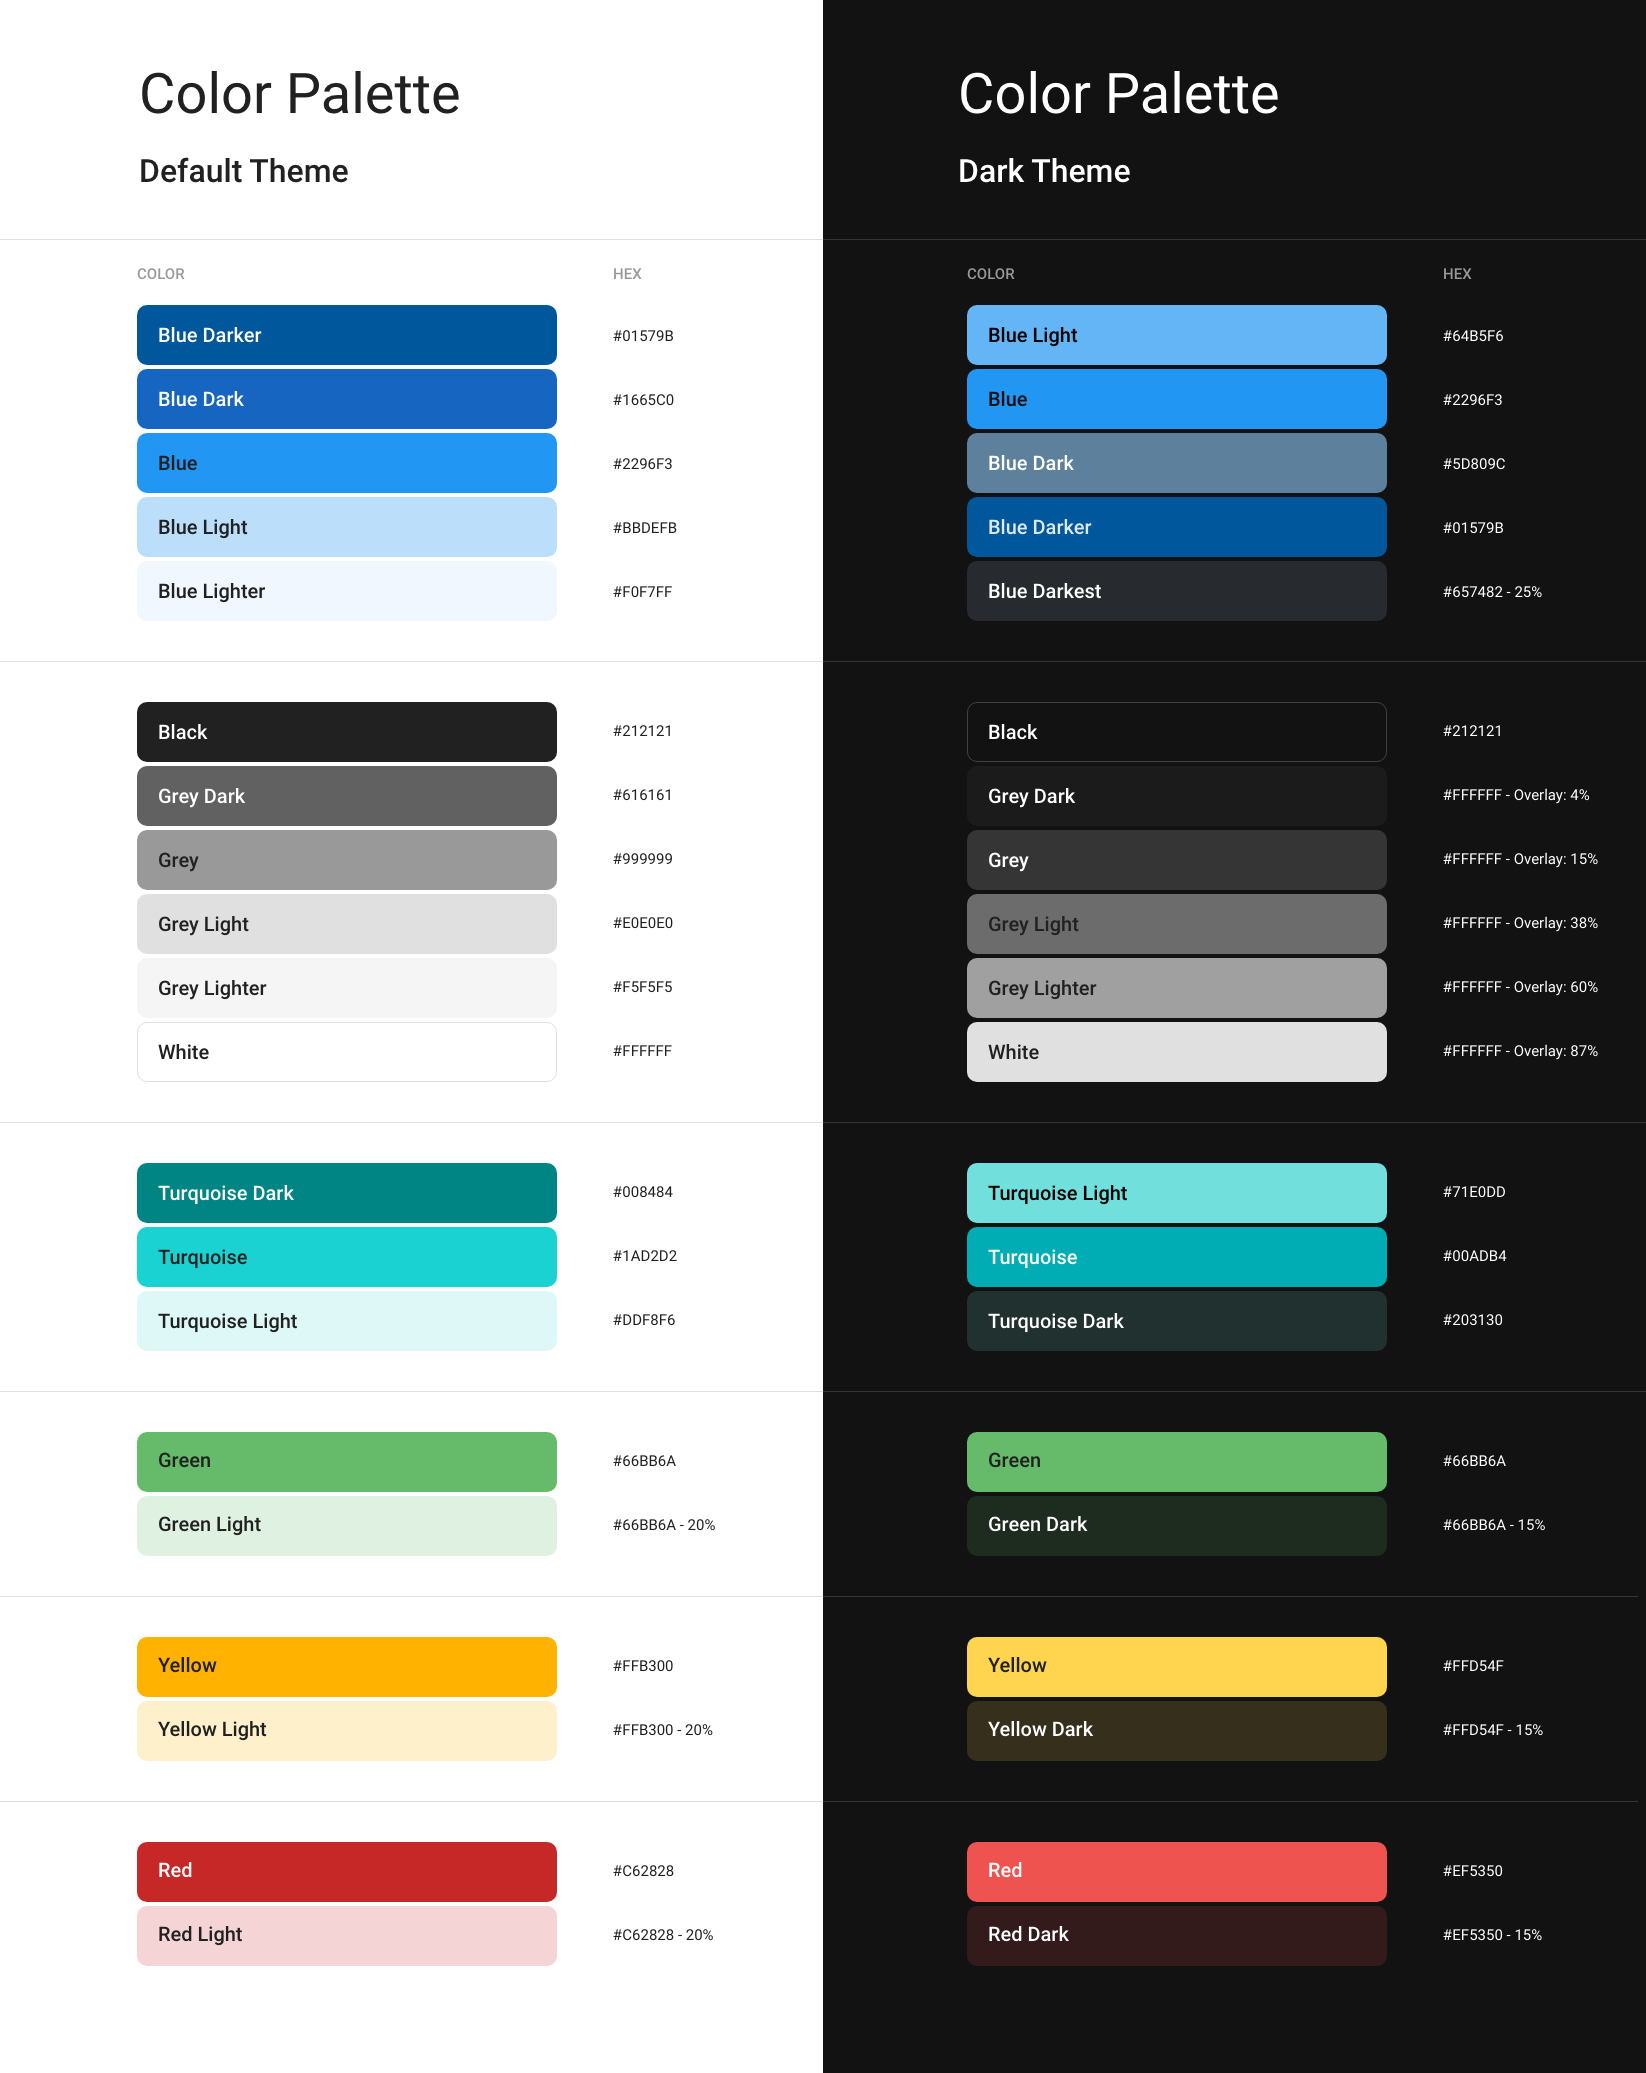 Color Palette
Default Theme
COLOR HEX
Blue Darker #01579B
Blue Dark #1665C0
Blue #2296F3
Blue Light #BBDEFB
Blue Lighter #F0F7FF
Black #212121
Grey Dark #616161
Grey #999999
Grey Light #E0E0E0
Grey Lighter #F5F5F5
White #FFFFFF
Turquoise Dark #008484
Turquoise #1AD2D2
Turquoise Light #DDF8F6
Green #66BB6A
Green Light #66BB6A - 20%
Yellow #FFB300
Yellow Light #FFB300 - 20%
Red #C62828
Red Light #C62828 - 20%
Color Palette
Dark Theme
COLOR HEX
Blue Light #64B5F6
Blue #2296F3
Blue Dark #5D809C
Blue Darker #01579B
Blue Darkest #657482 - 25%
Black #212121
Grey Dark #FFFFFF - Overlay: 4%
Grey #FFFFFF - Overlay: 15%
Grey Light #FFFFFF - Overlay: 38%
Grey Lighter #FFFFFF - Overlay: 60%
White #FFFFFF - Overlay: 87%
Turquoise Light #71E0DD
Turquoise #00ADB4
Turquoise Dark #203130
Green #66BB6A
Green Dark #66BB6A - 15%
Yellow #FFD54F
Yellow Dark #FFD54F - 15%
Red #EF5350
Red Dark #EF5350 - 15%